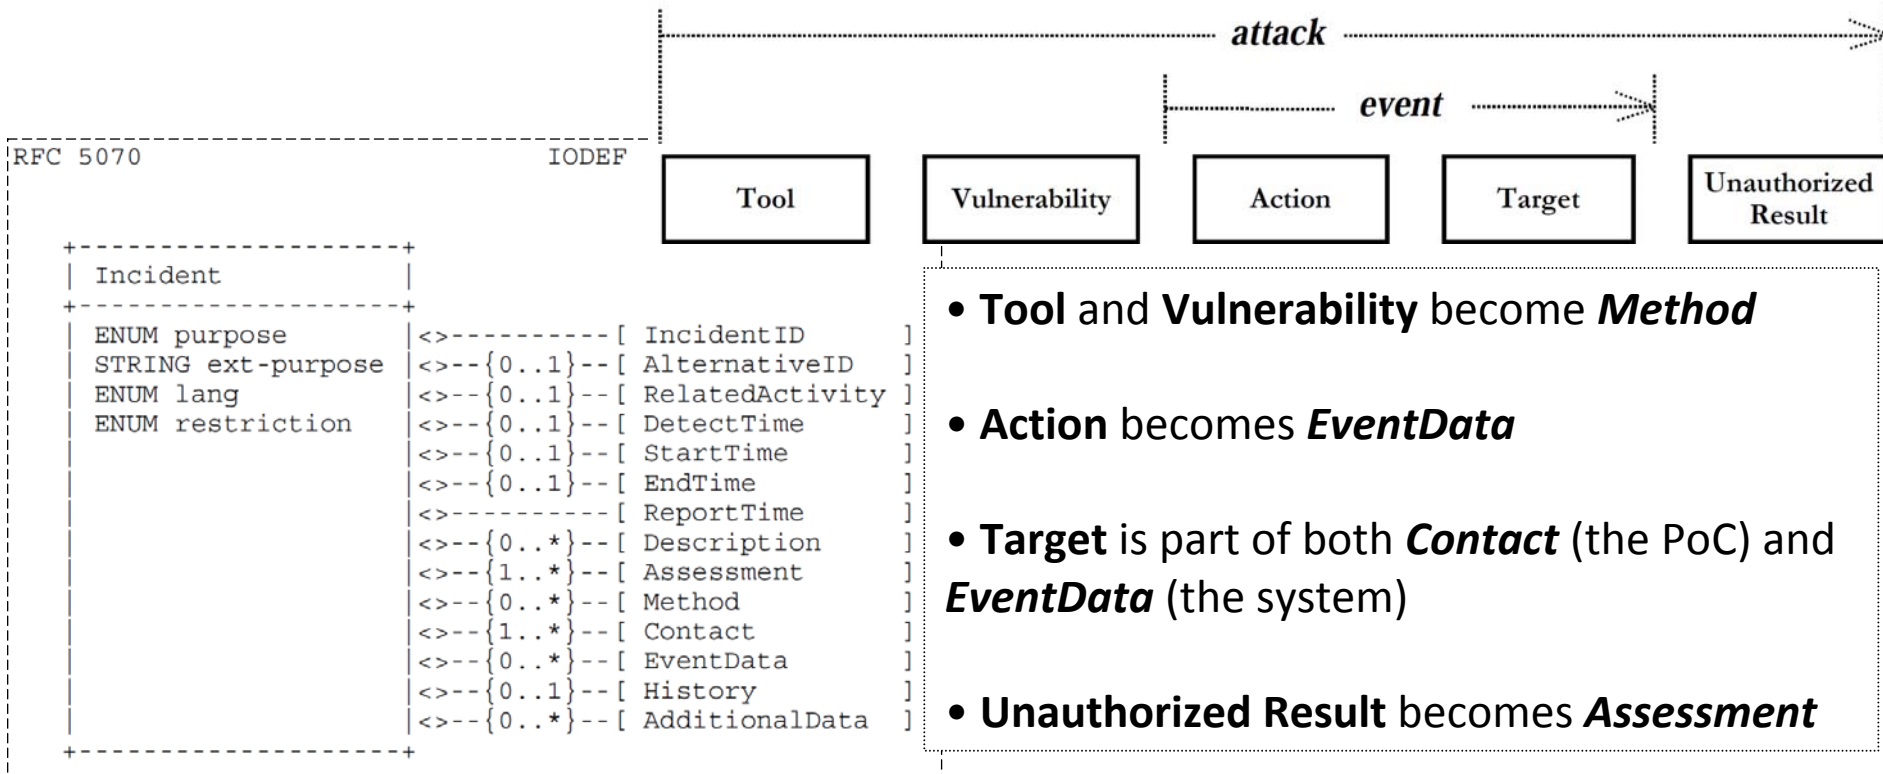 attack
event
RFC 5070 IODEF
Tool
Vulnerability
Action
Target
Unauthorized
Result
+--------------------+
| Incident |
+--------------------+
| ENUM purpose |<>----------[ IncidentID ]
| STRING ext-purpose |<>--{0..1}--[ AlternativeID ]
| ENUM lang |<>--{0..1}--[ RelatedActivity ]
| ENUM restriction |<>--{0..1}--[ DetectTime ]
| |<>--{0..1}--[ StartTime ]
| |<>--{0..1}--[ EndTime ]
| |<>----------[ ReportTime ]
| |<>--{0..*}--[ Description ]
| |<>--{1..*}--[ Assessment ]
| |<>--{0..*}--[ Method ]
| |<>--{1..*}--[ Contact ]
| |<>--{0..*}--[ EventData ]
| |<>--{0..1}--[ History ]
| |<>--{0..*}--[ AdditionalData ]
+--------------------+
• Tool and Vulnerability become Method
• Action becomes EventData
• Target is part of both Contact (the PoC) and
EventData (the system)
• Unauthorized Result becomes Assessment